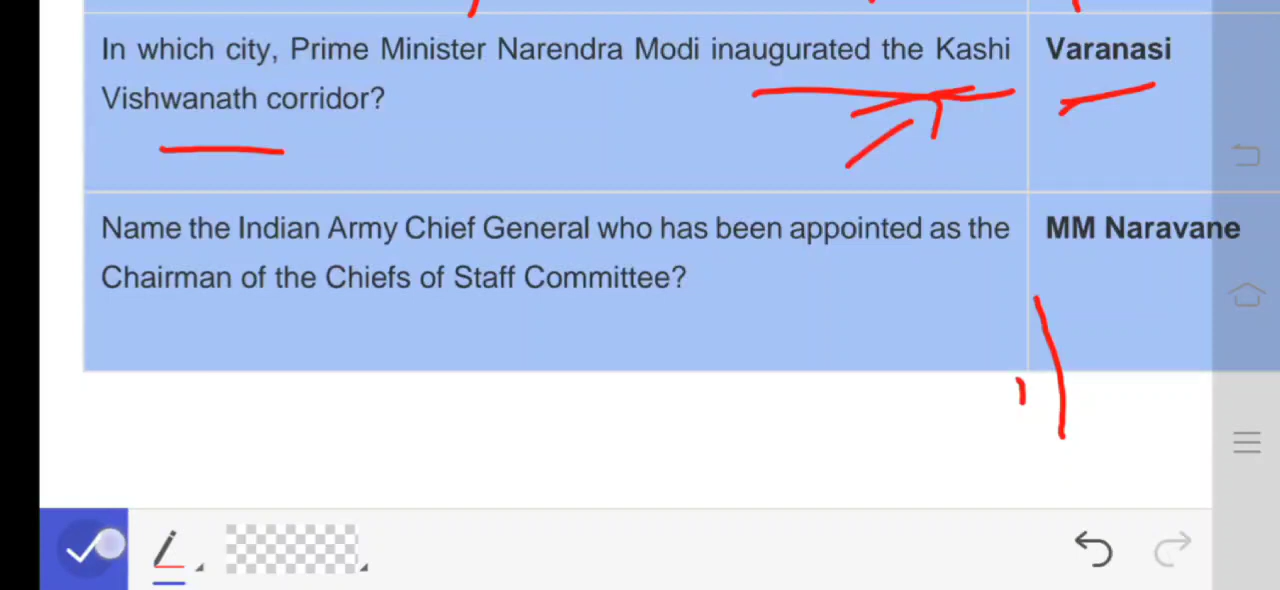 In which city, Prime Minister Narendra Modi inaugurated the Kashi Varanasi
Vishwanath corridor?
Name the Indian Army Chief General who has been appointed as the MM Naravane
Chairman of the Chiefs of Staff Committee?